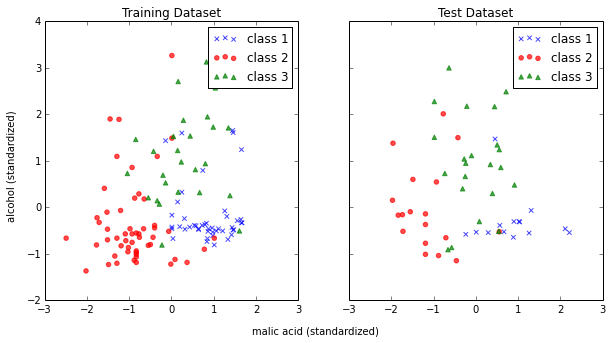 Training Dataset
class 1
class 2
class 3
4
3
2
1
0
−1
−2
−3
−2
−1
0
1
2
3
alcohol (standardized)
Test Dataset
class 1
class 2
class 3
−3
−2
−1
0
1
2
3
malic acid (standardized)